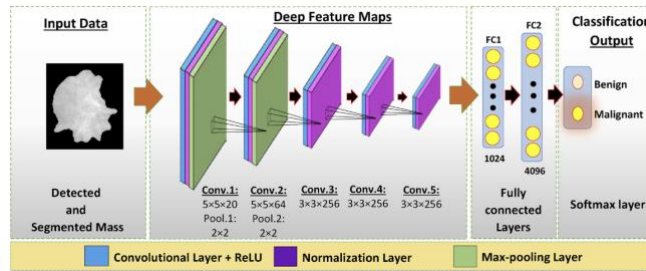 Input Data
Detected
and
Segmented Mass
Deep Feature Maps
Conv.1:
5×5×20
Pool.1:
2×2
Conv.2:
5×5×64
Pool.2:
2×2
Conv.3:
3×3×256
Conv.4:
3×3×256
Conv.5:
3×3×256
FC1
1024
FC2
4096
Fully
connected
Layers
Classification
Output
Benign
Malignant
Softmax layer
Convolutional Layer + ReLU
Normalization Layer
Max-pooling Layer